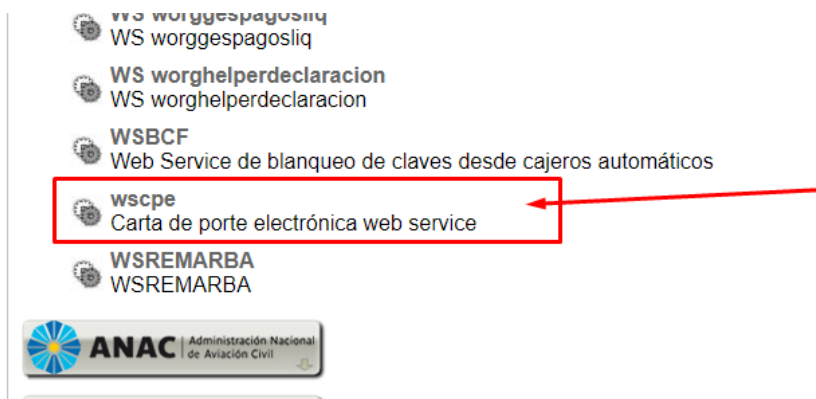 WS worggespagosliq
WS worggespagosliq
WS worghelperdeclaracion
WS worghelperdeclaracion
WSBCF
Web Service de blanqueo de claves desde cajeros automáticos
wscpe
Carta de porte electrónica web service
WSREMARBA
WSREMARBA
ANAC Administración Nacional
de Aviación Civil